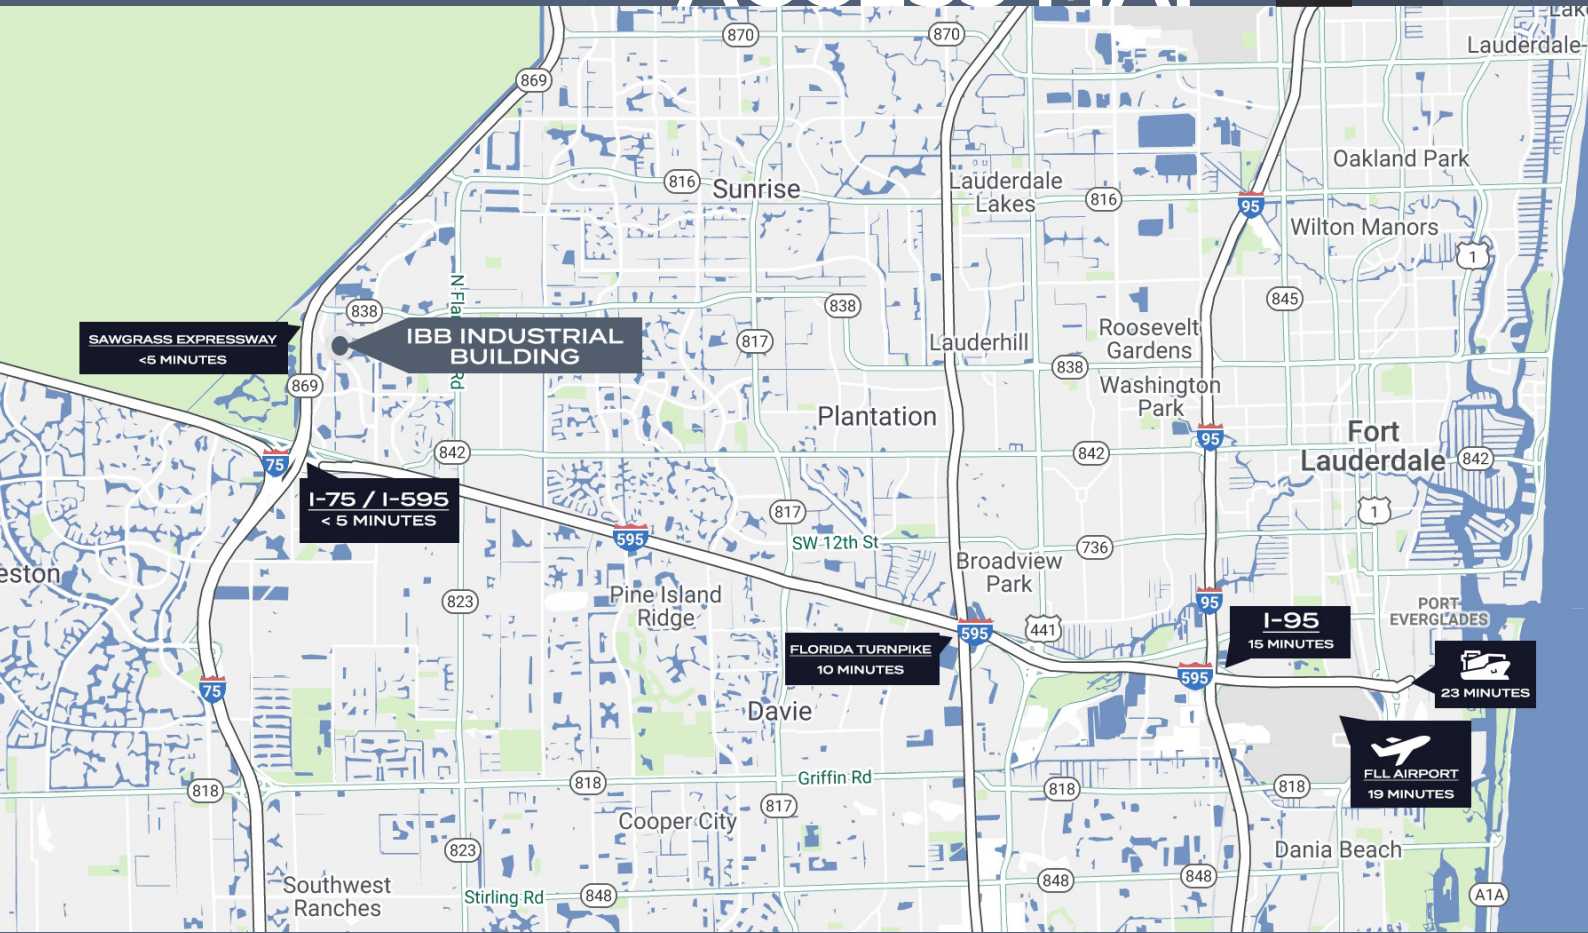 870
870
869
Lauderdale-
Oakland Park
816
Sunrise
Lauderdale
Lakes
816
95
Wilton Manors
1
845
838
838
SAWGRASS EXPRESSWAY
<5 MINUTES
IBB INDUSTRIAL
BUILDING
817
Lauderhill
Roosevelt
Gardens
838
869
Washington
Park
Plantation
95
Fort
Lauderdale
842
842
842
75
I-75 / I-595
< 5 MINUTES
817
1
595
SW 12th St
736
Broadview
Park
eston
823
Pine Island
Ridge
95
PORT
EVERGLADES
441
595
I-95
15 MINUTES
FLORIDA TURNPIKE
10 MINUTES
595
23 MINUTES
75
Davie
FLL AIRPORT
19 MINUTES
818
818
Griffin Rd
818
818
817
Cooper City
823
Dania Beach
Southwest
Ranches
Stirling Rd
848
848
848
A1A